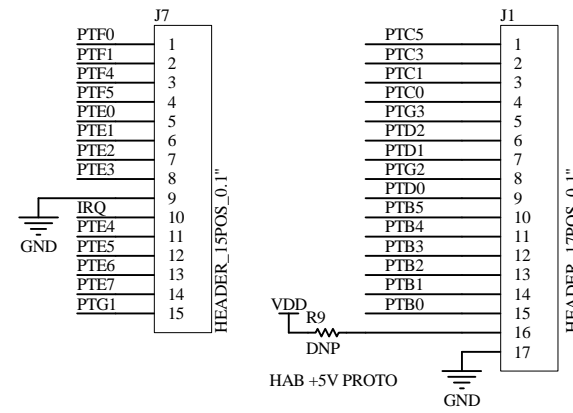 J7
PTF0 1
PTF1 2
PTF4 3
PTF5 4
PTE0 5
PTE1 6
PTE2 7
PTE3 8
9
IRQ 10
PTE4 11
PTE5 12
PTE6 13
PTE7 14
PTG1 15
GND
HEADER_15POS_0.1"
J1
PTC5 1
PTC3 2
PTC1 3
PTC0 4
PTG3 5
PTD2 6
PTD1 7
PTG2 8
PTD0 9
PTB5 10
PTB4 11
PTB3 12
PTB2 13
PTB1 14
PTB0 15
16
17
VDD
R9
DNP
HAB +5V PROTO
GND
HEADER_17POS_0.1"